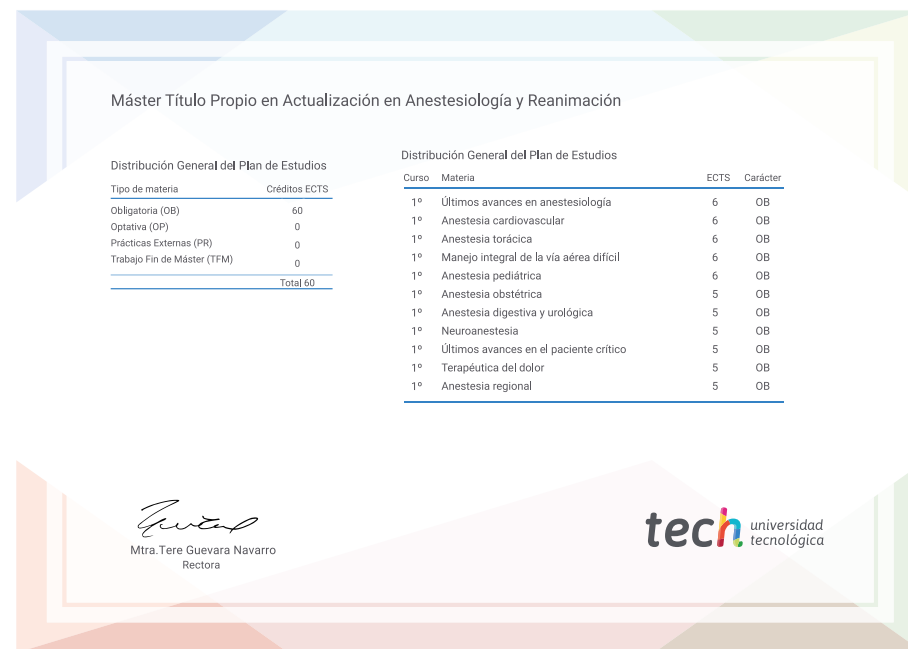 Máster Título Propio en Actualización en Anestesiología y Reanimación
Distribución General del Plan de Estudios
Tipo de materia Créditos ECTS
Obligatoria (OB) 60
Optativa (OP) 0
Prácticas Externas (PR) 0
Trabajo Fin de Máster (TFM) 0
Total 60
Distribución General del Plan de Estudios
Curso Materia ECTS Carácter
1º Últimos avances en anestesiología 6 OB
1º Anestesia cardiovascular 6 OB
1º Anestesia torácica 6 OB
1º Manejo integral de la vía aérea difícil 6 OB
1º Anestesia pediátrica 6 OB
1º Anestesia obstétrica 5 OB
1º Anestesia digestiva y urológica 5 OB
1º Neuroanestesia 5 OB
1º Últimos avances en el paciente crítico 5 OB
1º Terapéutica del dolor 5 OB
1º Anestesia regional 5 OB
Mtra.Tere Guevara Navarro
Rectora
tech universidad
tecnológica